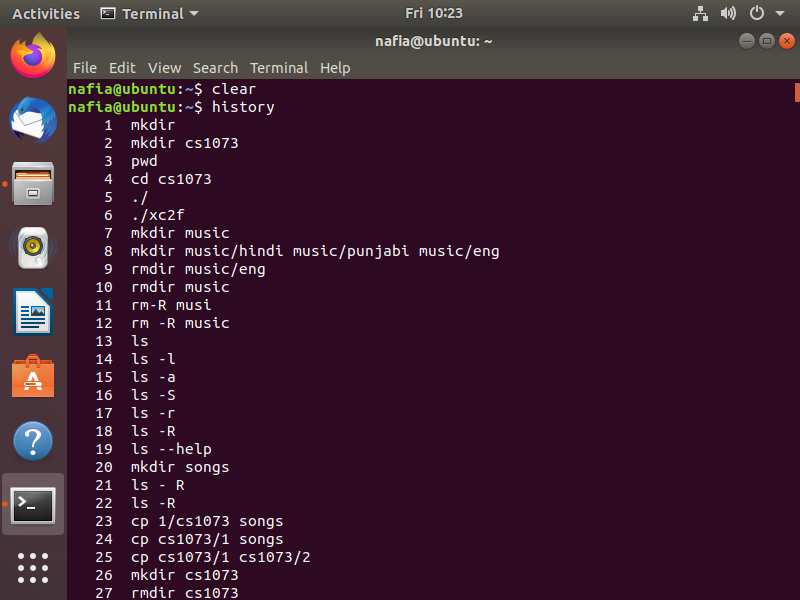 Activities Terminal Fri 10:23
nafia@ubuntu: ~
File Edit View Search Terminal Help
nafia@ubuntu:~$ clear
nafia@ubuntu:~$ history
1 mkdir
2 mkdir cs1073
3 pwd
4 cd cs1073
5 ./
6 ./xc2f
7 mkdir music
8 mkdir music/hindi music/punjabi music/eng
9 rmdir music/eng
10 rmdir music
11 rm-R musi
12 rm -R music
13 ls
14 ls -l
15 ls -a
16 ls -S
17 ls -r
18 ls -R
19 ls --help
20 mkdir songs
21 ls - R
22 ls -R
23 cp 1/cs1073 songs
24 cp cs1073/1 songs
25 cp cs1073/1 cs1073/2
26 mkdir cs1073
27 rmdir cs1073